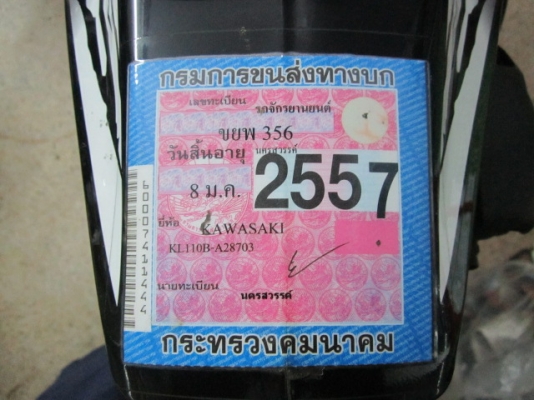 กรมการขนส่งทางบก
เลขทะเบียน รถจักรยานยนต์
ขยพ 356
วันสิ้นอายุ นครสวรรค์
8 ม.ค. 2557
ยี่ห้อ KAWASAKI
KL110B-A28703
นายทะเบียน นครสวรรค์
กระทรวงคมนาคม
6000741144